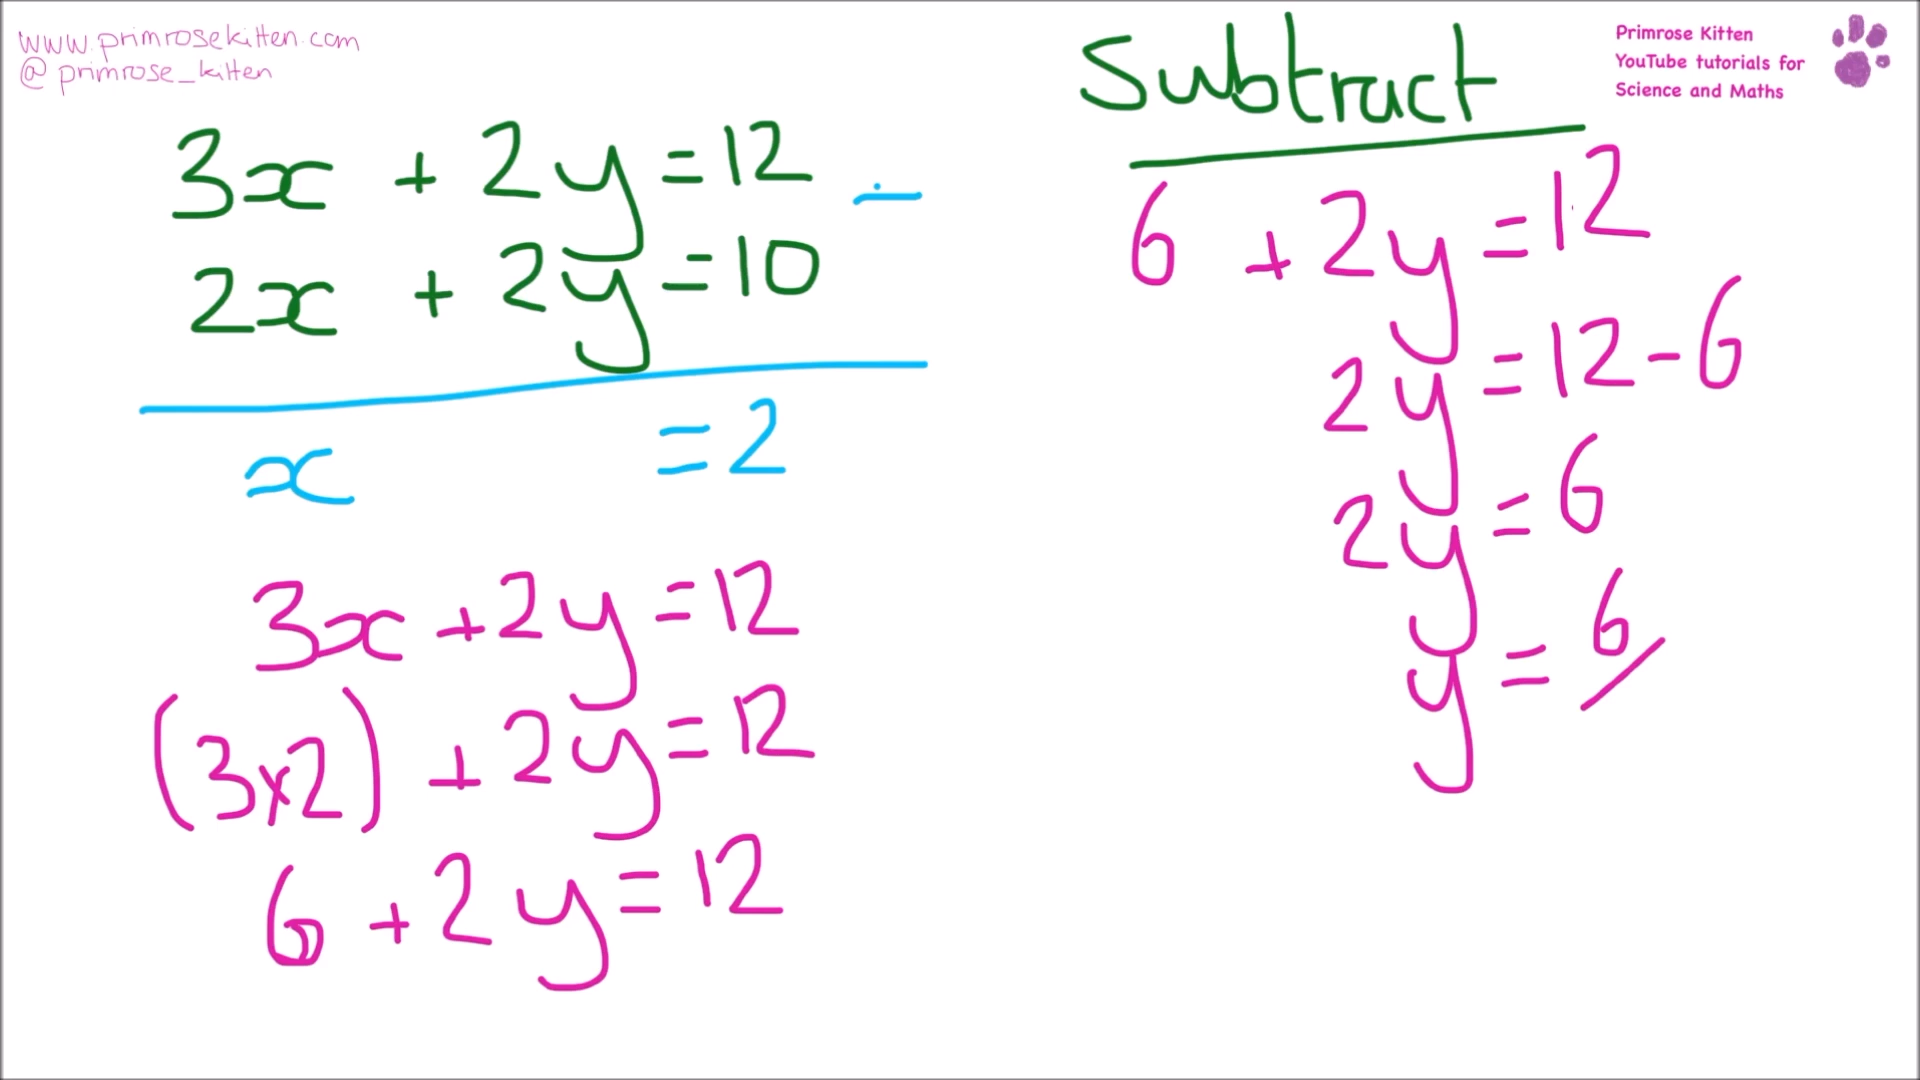 www.primrosekitten.com
@primrose_kitten
Subtract
Primrose Kitten
YouTube tutorials for
Science and Maths
3x + 2y = 12 -
2x + 2y = 10
x = 2
3x + 2y = 12
(3x2) + 2y = 12
6 + 2y = 12
6 + 2y = 12
2y = 12 - 6
2y = 6
y = 6/